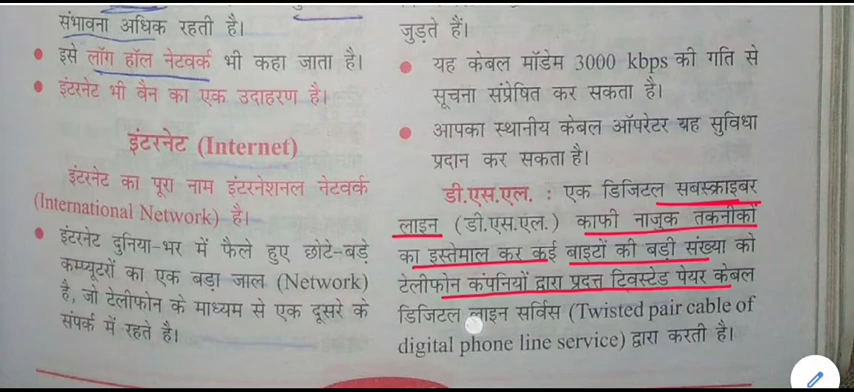 संभावना अधिक रहती है।
इसे लॉग हॉल नेटवर्क भी कहा जाता है।
इंटरनेट भी वैन का एक उदाहरण है।
इंटरनेट (Internet)
इंटरनेट का पूरा नाम इंटरनेशनल नेटवर्क
(International Network) है।
इंटरनेट दुनिया-भर में फैले हुए छोटे-बड़े
कम्प्यूटरों का एक बड़ा जाल (Network)
है, जो टेलीफोन के माध्यम से एक दूसरे के
संपर्क में रहते है।
जुड़ते हैं।
यह केबल मॉडेम 3000 kbps की गति से
सूचना संप्रेषित कर सकता है।
आपका स्थानीय केबल ऑपरेटर यह सुविधा
प्रदान कर सकता है।
डी.एस.एल. : एक डिजिटल सबस्क्राइबर
लाइन (डी.एस.एल.) काफी नाजुक तकनीकों
का इस्तेमाल कर कई बाइटों की बड़ी संख्या को
टेलीफोन कंपनियों द्वारा प्रदत्त ट्विस्टेड पेयर केबल
डिजिटल लाइन सर्विस (Twisted pair cable of
digital phone line service) द्वारा करती है।